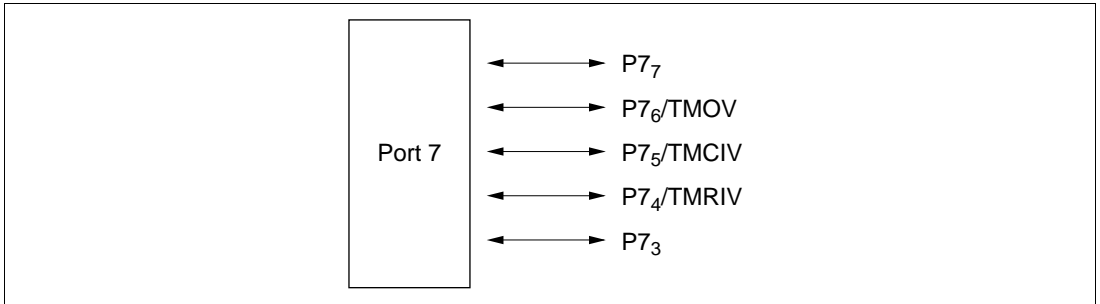 P7₇
P7₆/TMOV
Port 7
P7₅/TMCIV
P7₄/TMRIV
P7₃